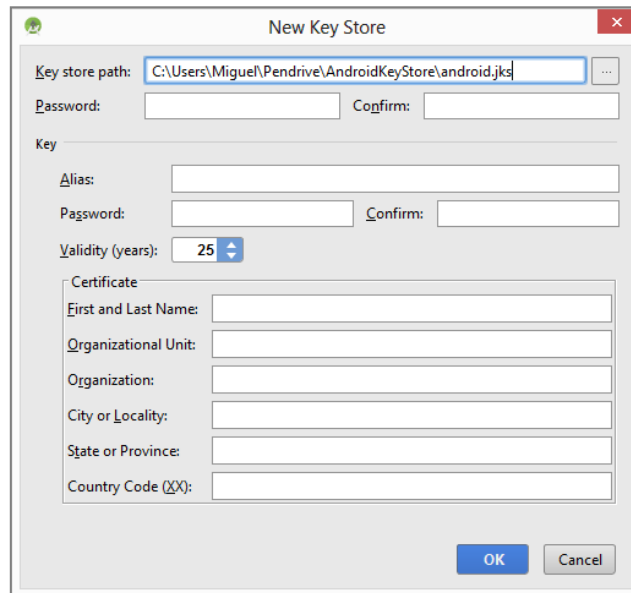 New Key Store
Key store path: C:\Users\Miguel\Pendrive\AndroidKeyStore\android.jks ...
Password: Confirm:
Key
Alias:
Password: Confirm:
Validity (years): 25
Certificate
First and Last Name:
Organizational Unit:
Organization:
City or Locality:
State or Province:
Country Code (XX):
OK Cancel